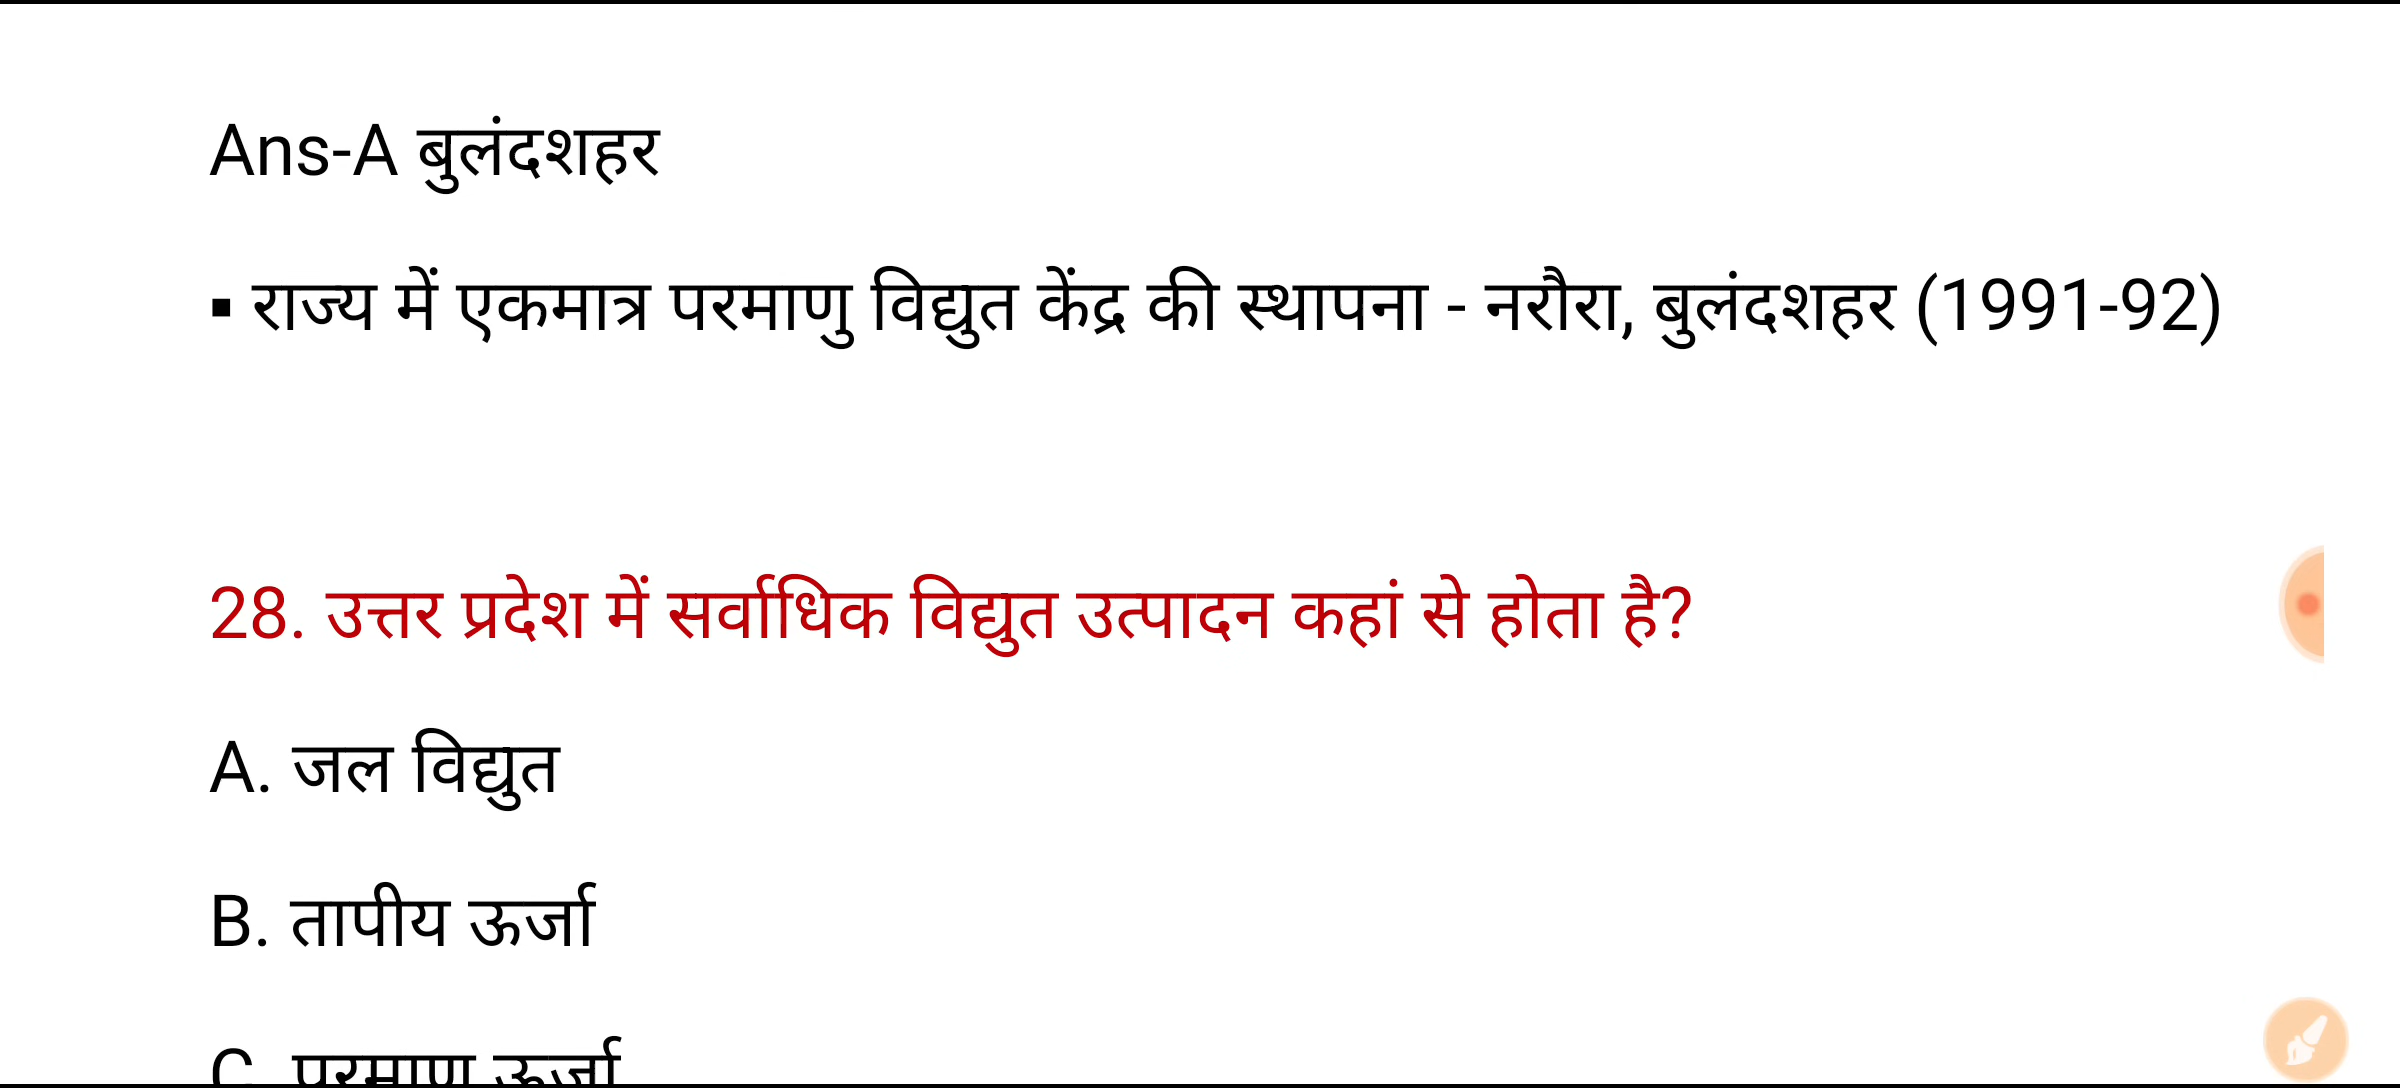 Ans-A बुलंदशहर
▪ राज्य में एकमात्र परमाणु विद्युत केंद्र की स्थापना - नरौरा, बुलंदशहर (1991-92)
28. उत्तर प्रदेश में सर्वाधिक विद्युत उत्पादन कहां से होता है?
A. जल विद्युत
B. तापीय ऊर्जा
C. परमाणु ऊर्जा